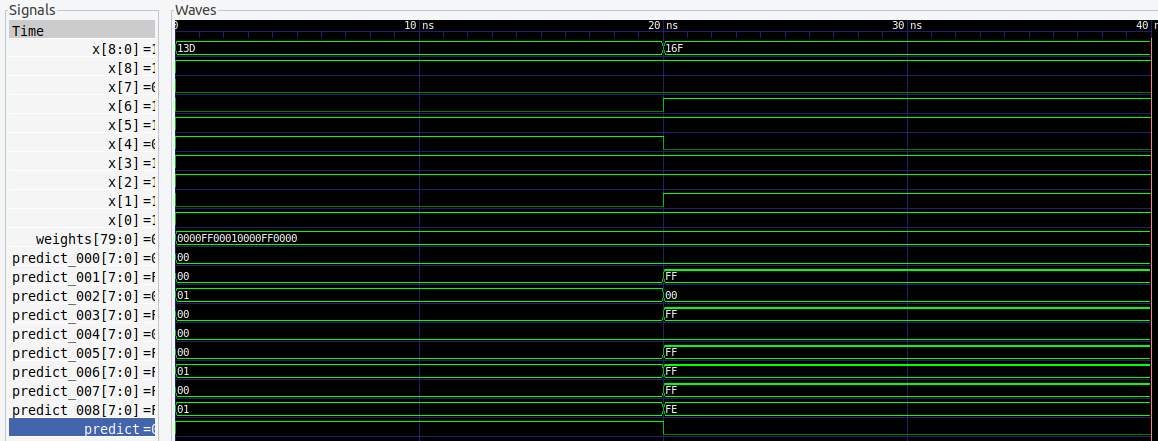 Signals
Waves
Time
0 10 ns 20 ns 30 ns 40 n
x[8:0] =1 13D 16F
x[8] =1
x[7] =0
x[6] =1
x[5] =1
x[4] =0
x[3] =1
x[2] =1
x[1] =1
x[0] =1
weights[79:0] =0 0000FF00010000FF0000
predict_000[7:0] =0 00
predict_001[7:0] =F 00 FF
predict_002[7:0] =0 01 00
predict_003[7:0] =F 00 FF
predict_004[7:0] =0 00
predict_005[7:0] =F 00 FF
predict_006[7:0] =F 01 FF
predict_007[7:0] =F 00 FF
predict_008[7:0] =F 01 FE
predict =0